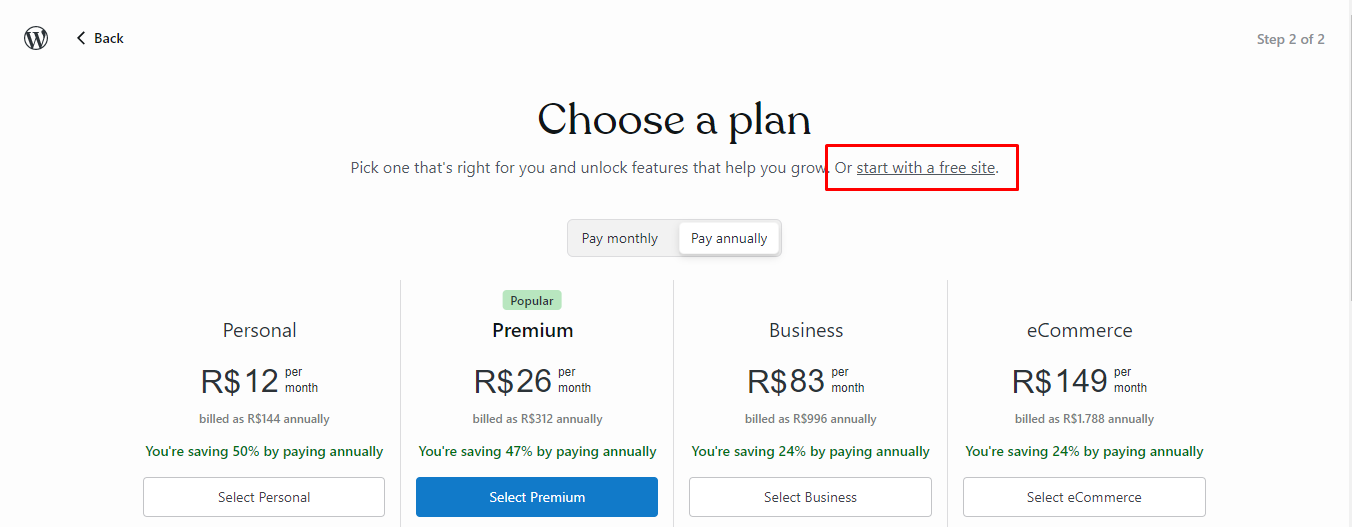 Back
Step 2 of 2
Choose a plan
Pick one that's right for you and unlock features that help you grow. Or start with a free site.
Pay monthly
Pay annually
Popular
Personal
R$12 per month
billed as R$144 annually
You're saving 50% by paying annually
Select Personal
Premium
R$26 per month
billed as R$312 annually
You're saving 47% by paying annually
Select Premium
Business
R$83 per month
billed as R$996 annually
You're saving 24% by paying annually
Select Business
eCommerce
R$149 per month
billed as R$1.788 annually
You're saving 24% by paying annually
Select eCommerce